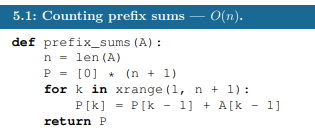 5.1: Counting prefix sums — O(n).
def prefix_sums(A):
    n = len(A)
    P = [0] * (n + 1)
    for k in xrange(1, n + 1):
        P[k] = P[k - 1] + A[k - 1]
    return P